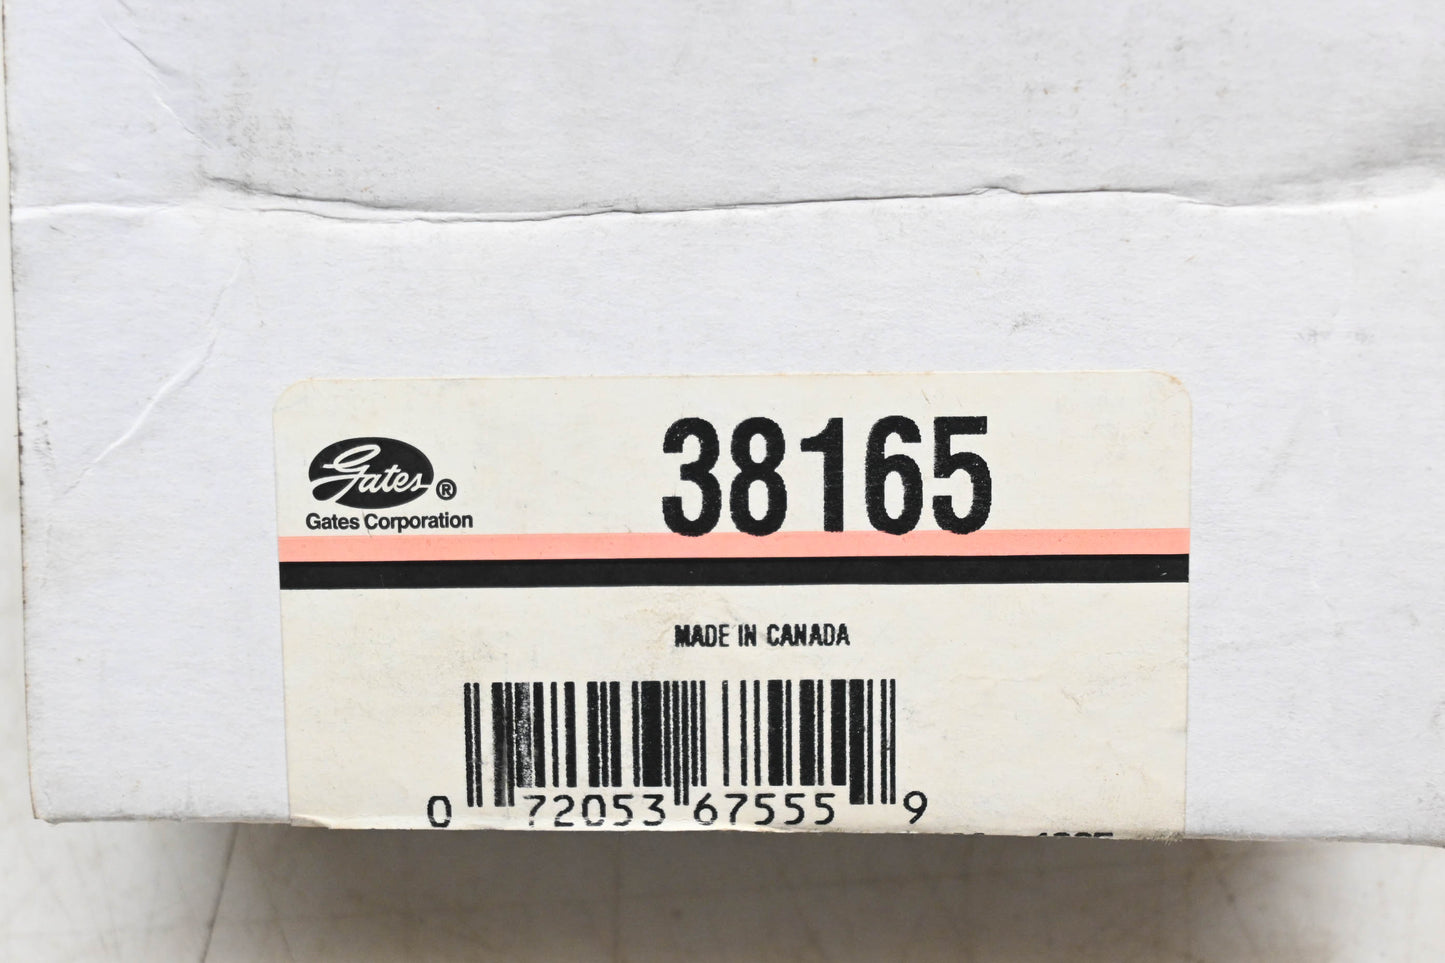 Gates®
Gates Corporation
38165
MADE IN CANADA
0 72053 67555 9